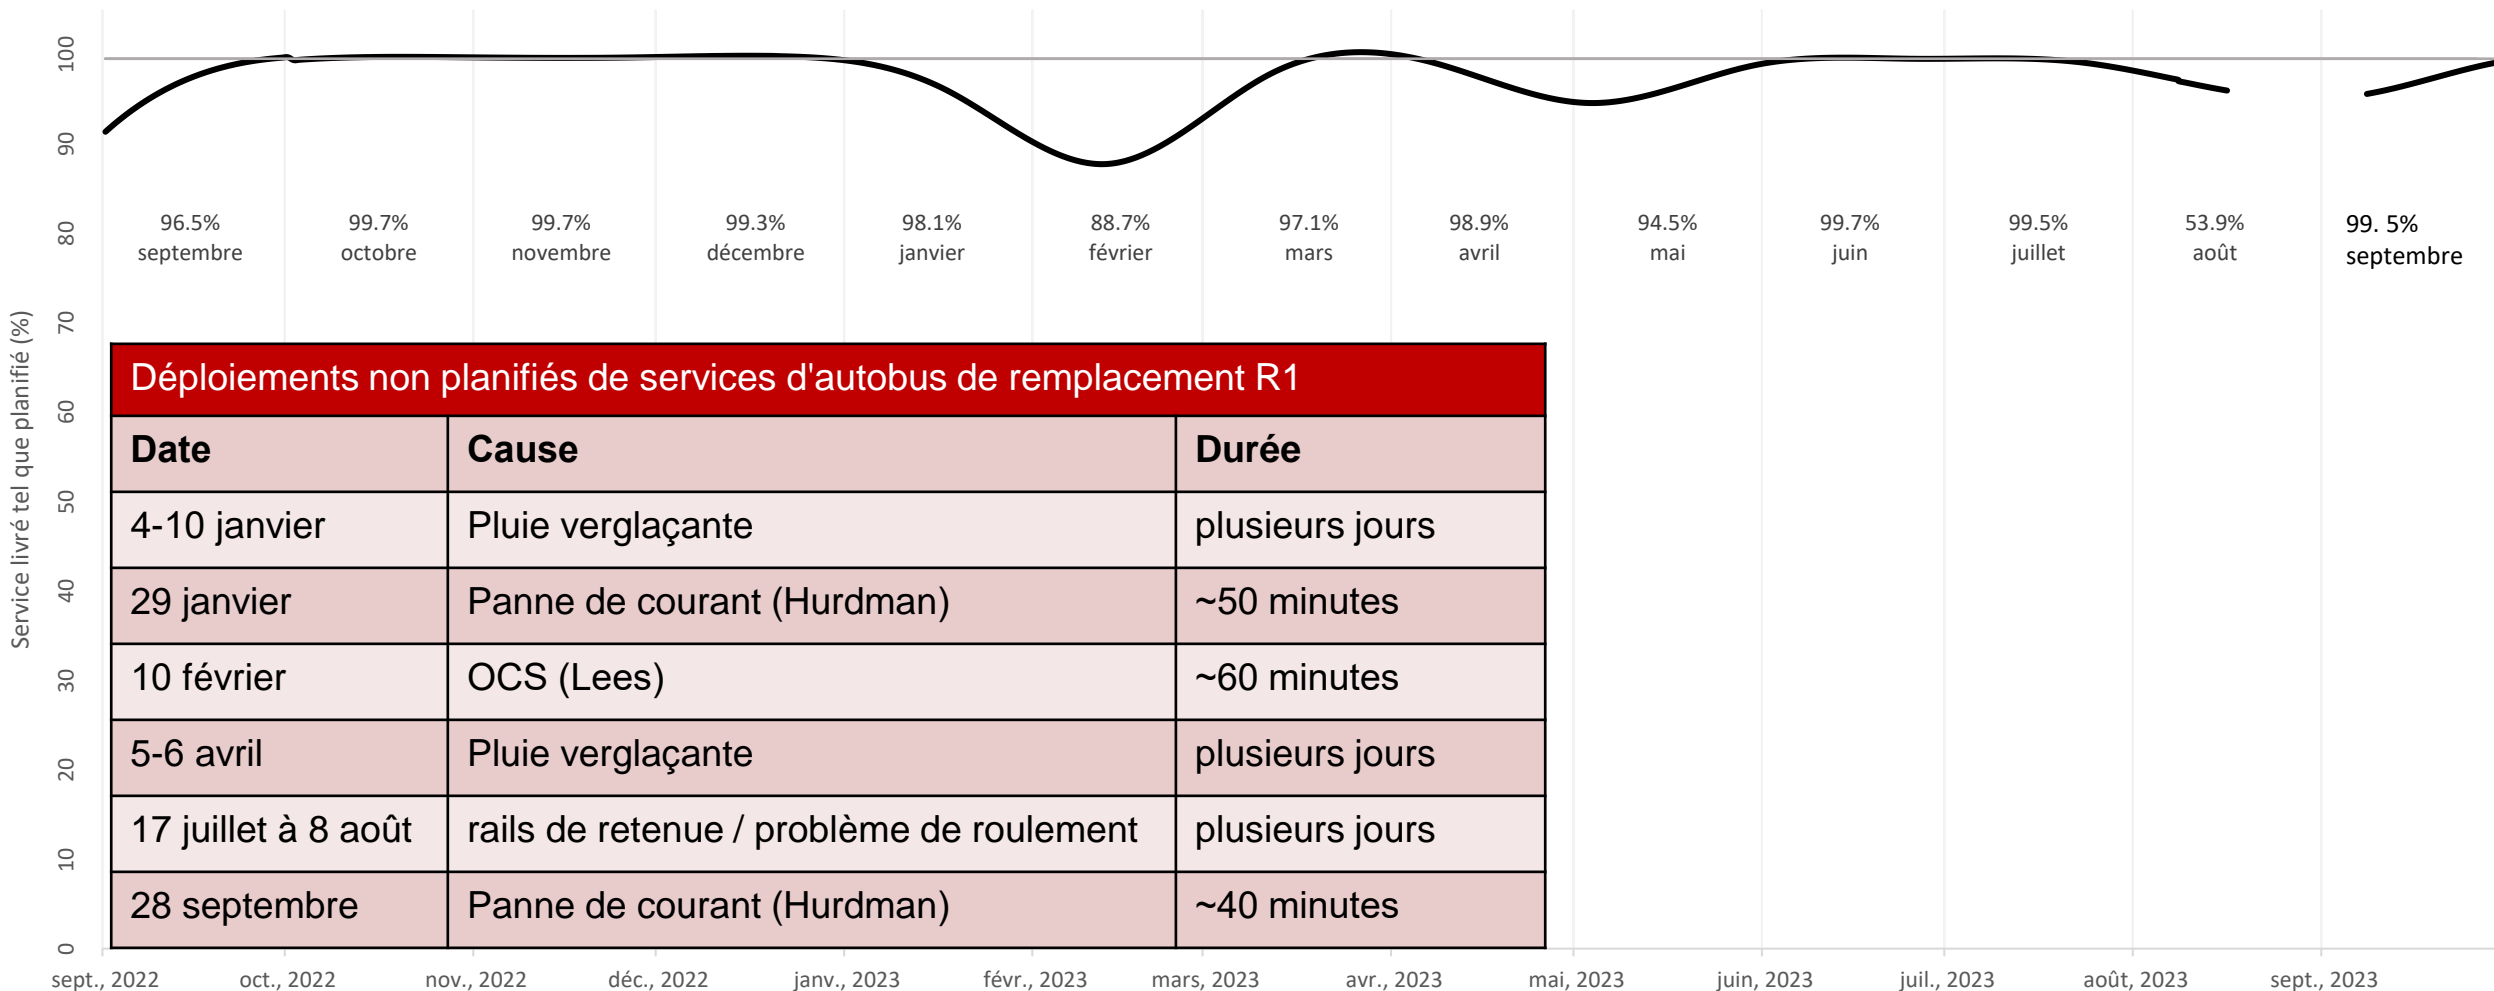 Service livré tel que planifié (%)
100
90
80
70
60
50
40
30
20
10
0
96.5% 99.7% 99.7% 99.3% 98.1% 88.7% 97.1% 98.9% 94.5% 99.7% 99.5% 53.9% 99. 5%
septembre octobre novembre décembre janvier février mars avril mai juin juillet août septembre
Déploiements non planifiés de services d'autobus de remplacement R1
Date Cause Durée
4-10 janvier Pluie verglaçante plusieurs jours
29 janvier Panne de courant (Hurdman) ~50 minutes
10 février OCS (Lees) ~60 minutes
5-6 avril Pluie verglaçante plusieurs jours
17 juillet à 8 août rails de retenue / problème de roulement plusieurs jours
28 septembre Panne de courant (Hurdman) ~40 minutes
sept., 2022 oct., 2022 nov., 2022 déc., 2022 janv., 2023 févr., 2023 mars, 2023 avr., 2023 mai, 2023 juin, 2023 juil., 2023 août, 2023 sept., 2023